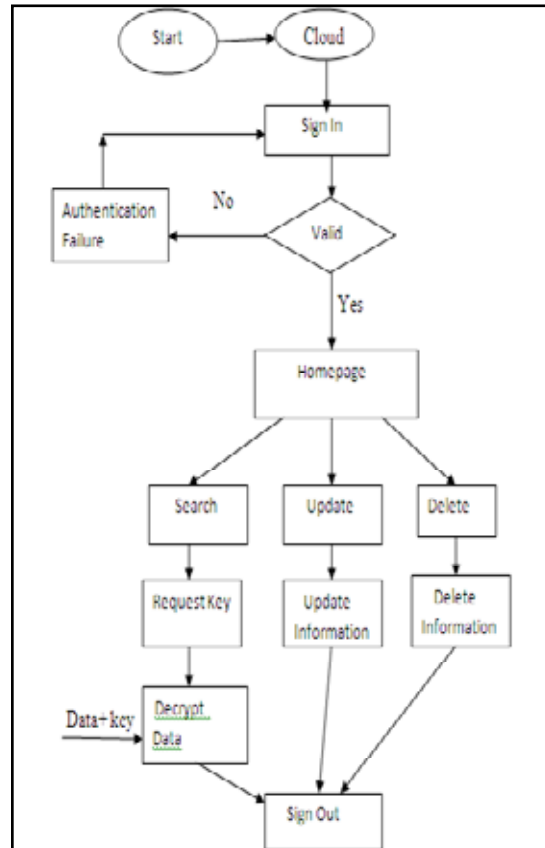 Start
Cloud
Sign In
No
Authentication
Failure
Valid
Yes
Homepage
Search
Update
Delete
Request Key
Update
Information
Delete
Information
Data+key
Decrypt
Data
Sign Out